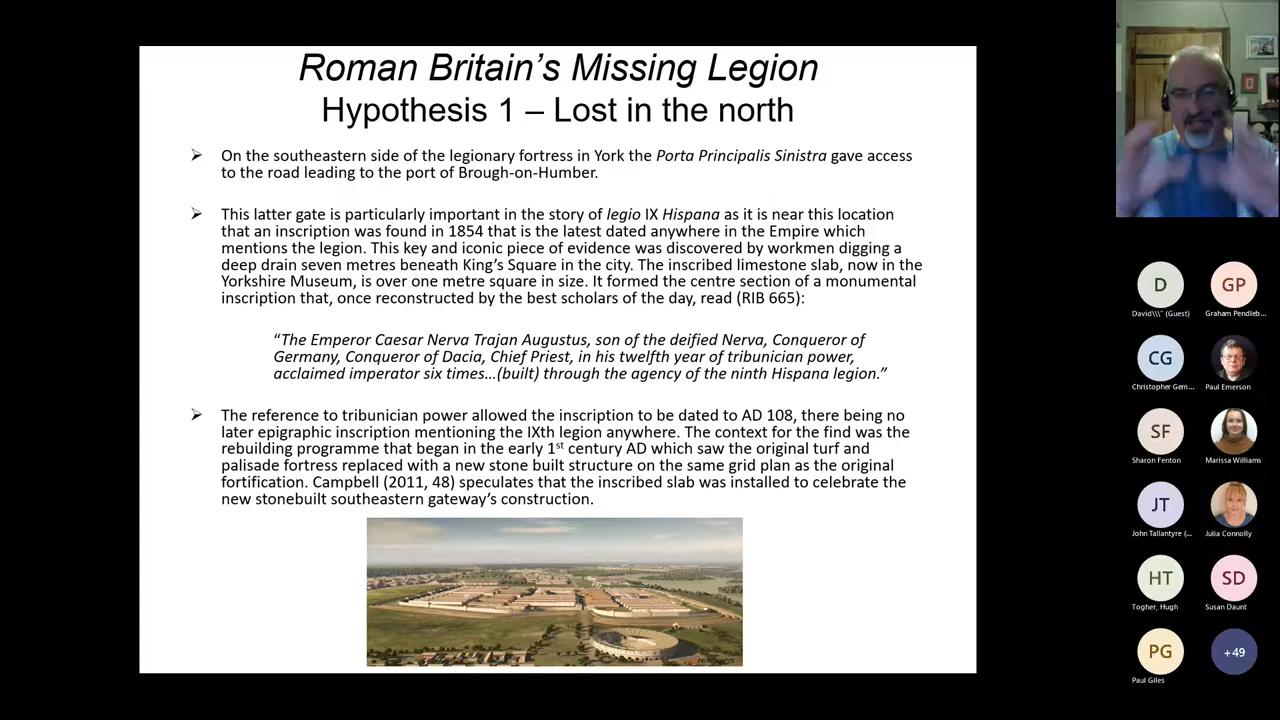 Roman Britain's Missing Legion
Hypothesis 1 – Lost in the north
➢ On the southeastern side of the legionary fortress in York the Porta Principalis Sinistra gave access
to the road leading to the port of Brough-on-Humber.
➢ This latter gate is particularly important in the story of legio IX Hispana as it is near this location
that an inscription was found in 1854 that is the latest dated anywhere in the Empire which
mentions the legion. This key and iconic piece of evidence was discovered by workmen digging a
deep drain seven metres beneath King's Square in the city. The inscribed limestone slab, now in the
Yorkshire Museum, is over one metre square in size. It formed the centre section of a monumental
inscription that, once reconstructed by the best scholars of the day, read (RIB 665):
“The Emperor Caesar Nerva Trajan Augustus, son of the deified Nerva, Conqueror of
Germany, Conqueror of Dacia, Chief Priest, in his twelfth year of tribunician power,
acclaimed imperator six times…(built) through the agency of the ninth Hispana legion.”
➢ The reference to tribunician power allowed the inscription to be dated to AD 108, there being no
later epigraphic inscription mentioning the IXth legion anywhere. The context for the find was the
rebuilding programme that began in the early 1st century AD which saw the original turf and
palisade fortress replaced with a new stone built structure on the same grid plan as the original
fortification. Campbell (2011, 48) speculates that the inscribed slab was installed to celebrate the
new stonebuilt southeastern gateway's construction.
D GP
David\\\" (Guest) Graham Pendleb...
CG
Christopher Gem... Paul Emerson
SF
Sharon Fenton Marissa Williams
JT
John Tallantyre (... Julia Connolly
HT SD
Togher, Hugh Susan Daunt
PG +49
Paul Giles